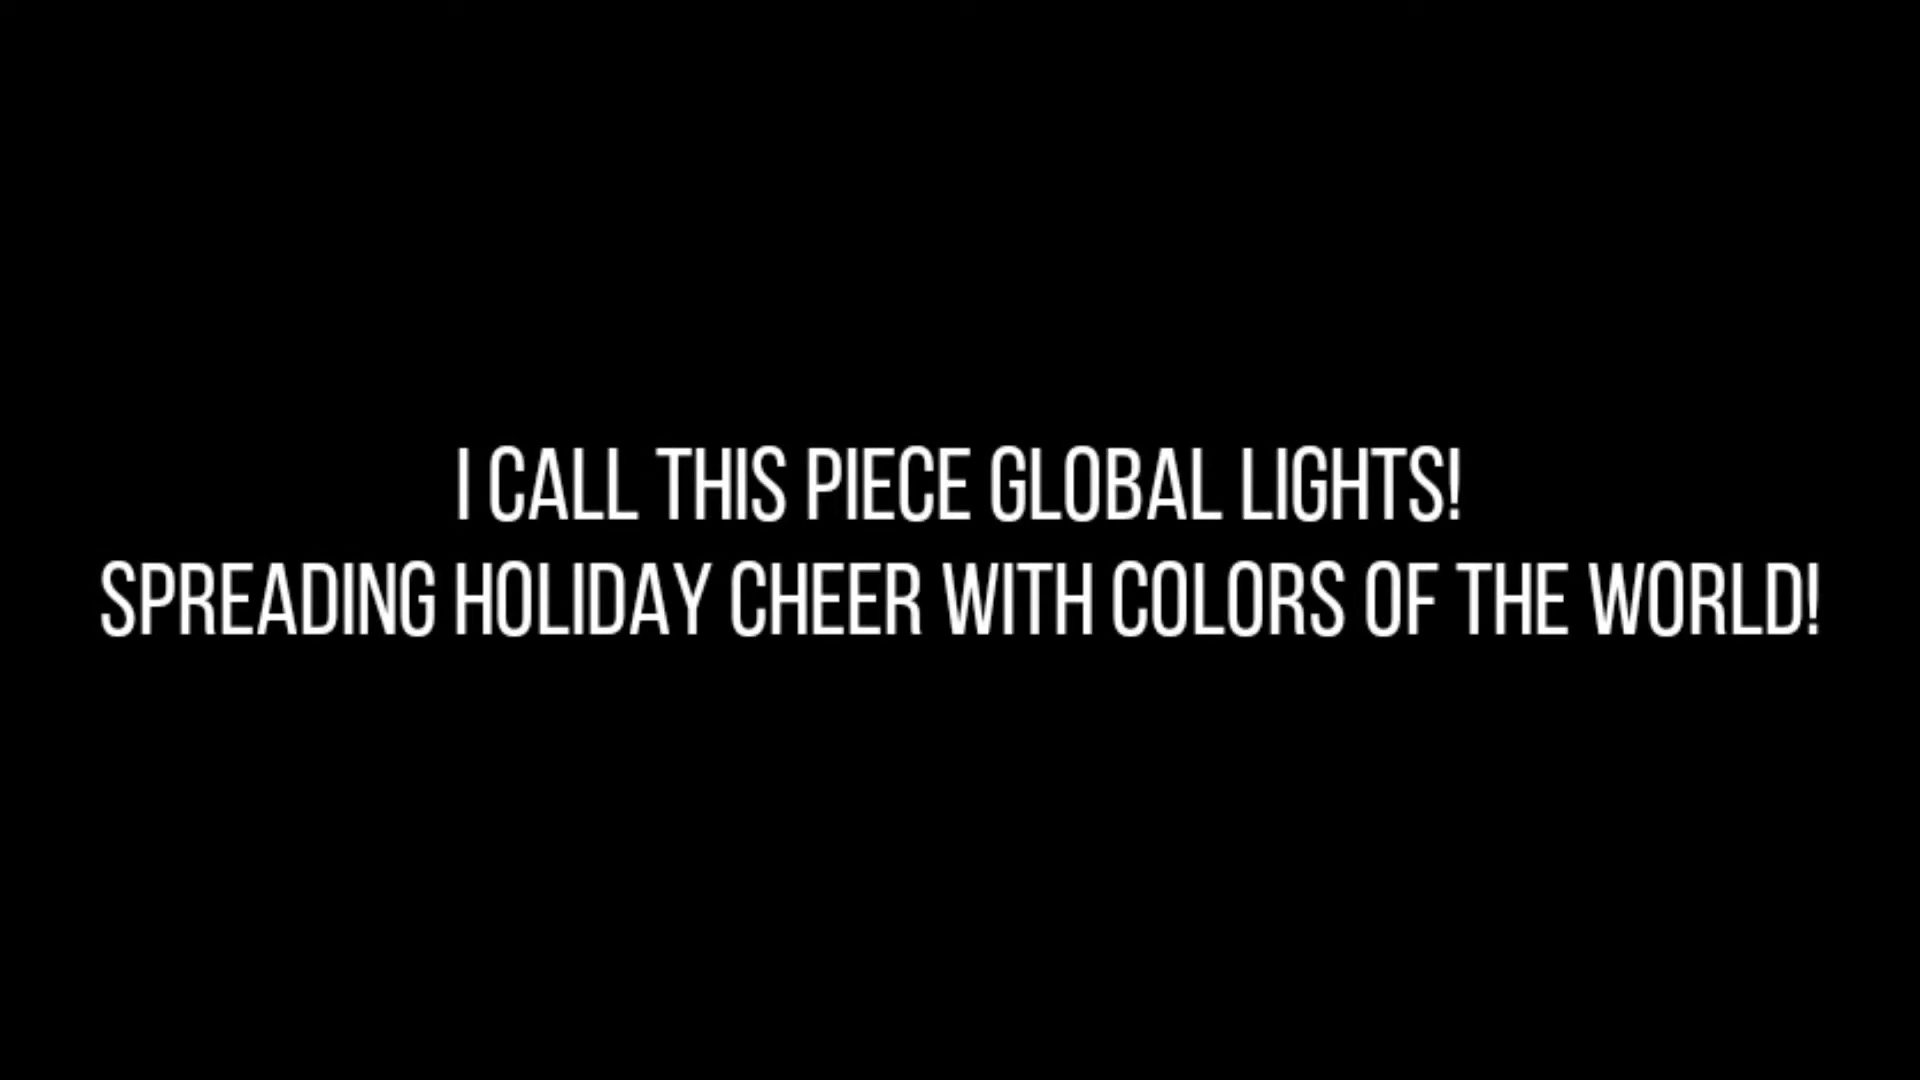 I CALL THIS PIECE GLOBAL LIGHTS!
SPREADING HOLIDAY CHEER WITH COLORS OF THE WORLD!